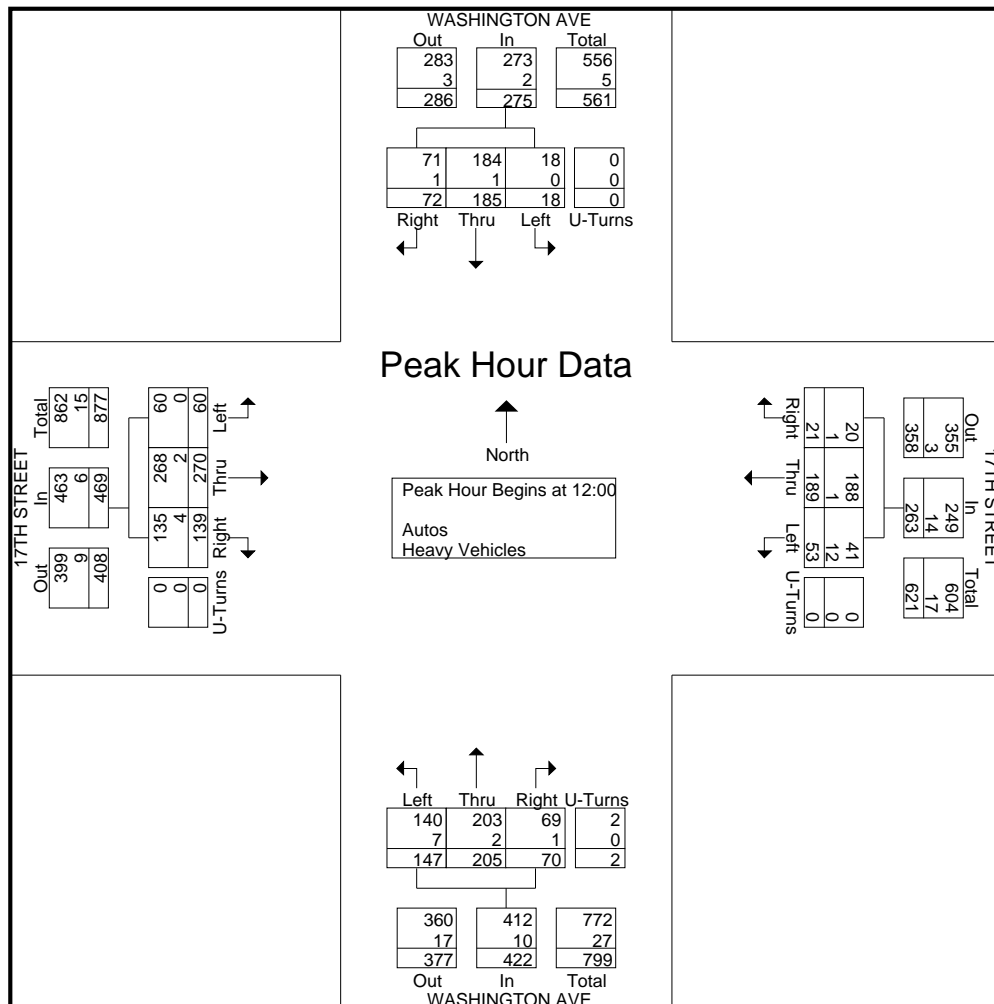 WASHINGTON AVE
Out In Total
283 273 556
3 2 5
286 275 561
71 184 18 0
1 1 0 0
72 185 18 0
Right Thru Left U-Turns
Peak Hour Data
North
Peak Hour Begins at 12:00
Autos
Heavy Vehicles
17TH STREET
Total In Out
862 463 399
15 6 9
877 469 408
60 268 135 0
0 2 4 0
60 270 139 0
Left Thru Right U-Turns
17TH STREET
Out In Total
355 249 604
3 14 17
358 263 621
20 188 41 0
1 1 12 0
21 189 53 0
Right Thru Left U-Turns
Left Thru Right U-Turns
140 203 69 2
7 2 1 0
147 205 70 2
360 412 772
17 10 27
377 422 799
Out In Total
WASHINGTON AVE